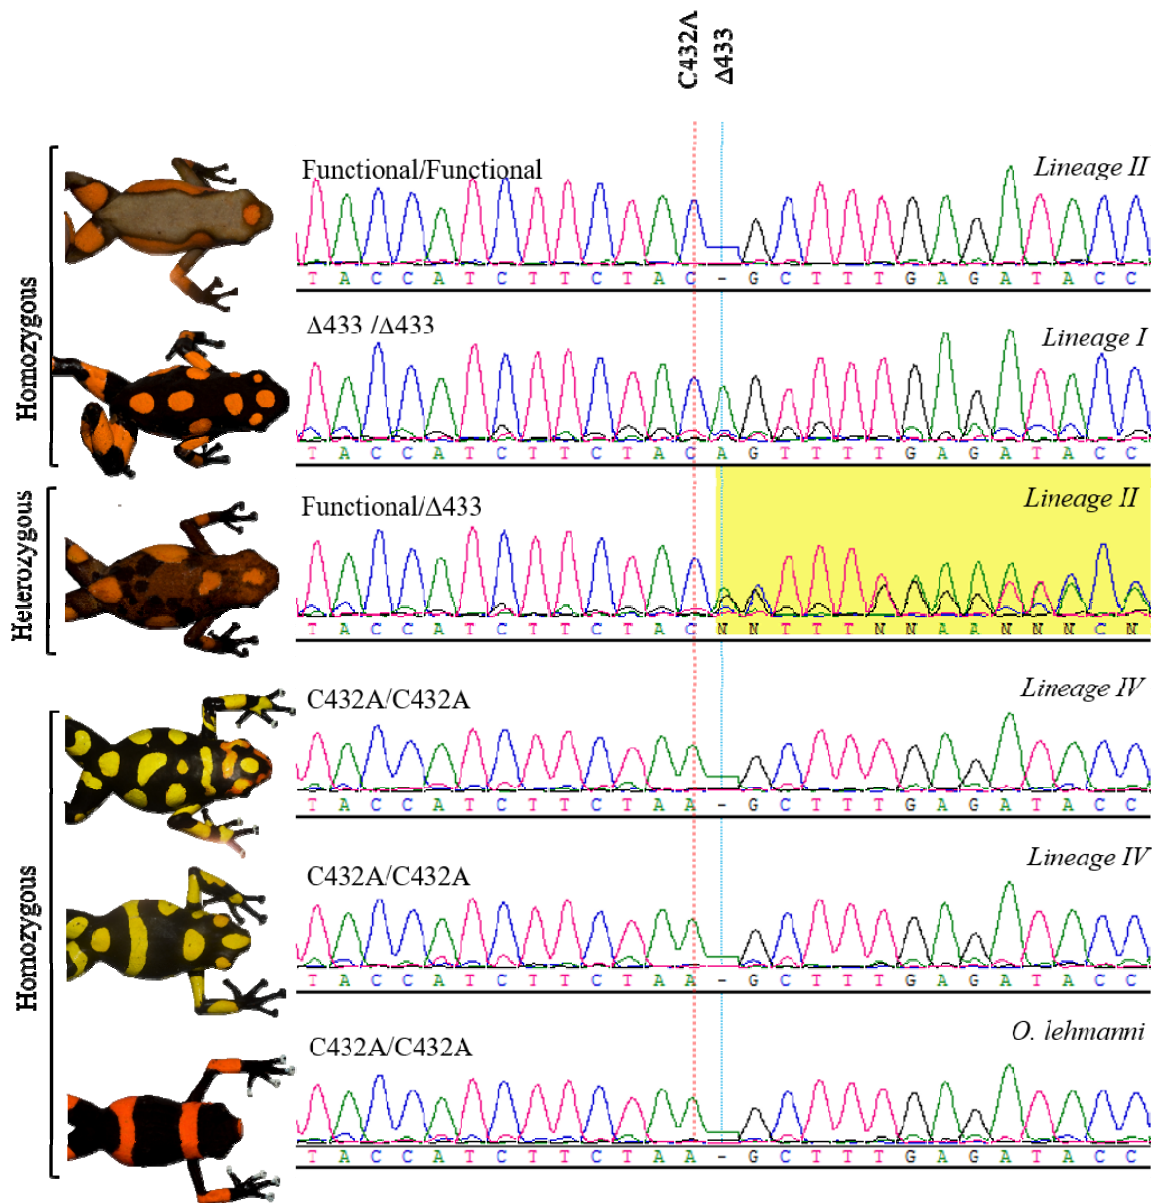 C432A
Δ433
Homozygous
Functional/Functional
Lineage II
T A C C A T C T T C T A C - G C T T T G A G A T A C C
Δ433 /Δ433
Lineage I
T A C C A T C T T C T A C A G T T T T G A G A T A C C
Heterozygous
Functional/Δ433
Lineage II
T A C C A T C T T C T A C N N T T T N N A A N N N C N
Homozygous
C432A/C432A
Lineage IV
T A C C A T C T T C T A A - G C T T T G A G A T A C C
C432A/C432A
Lineage IV
T A C C A T C T T C T A A - G C T T T G A G A T A C C
C432A/C432A
O. lehmanni
T A C C A T C T T C T A A - G C T T T G A G A T A C C